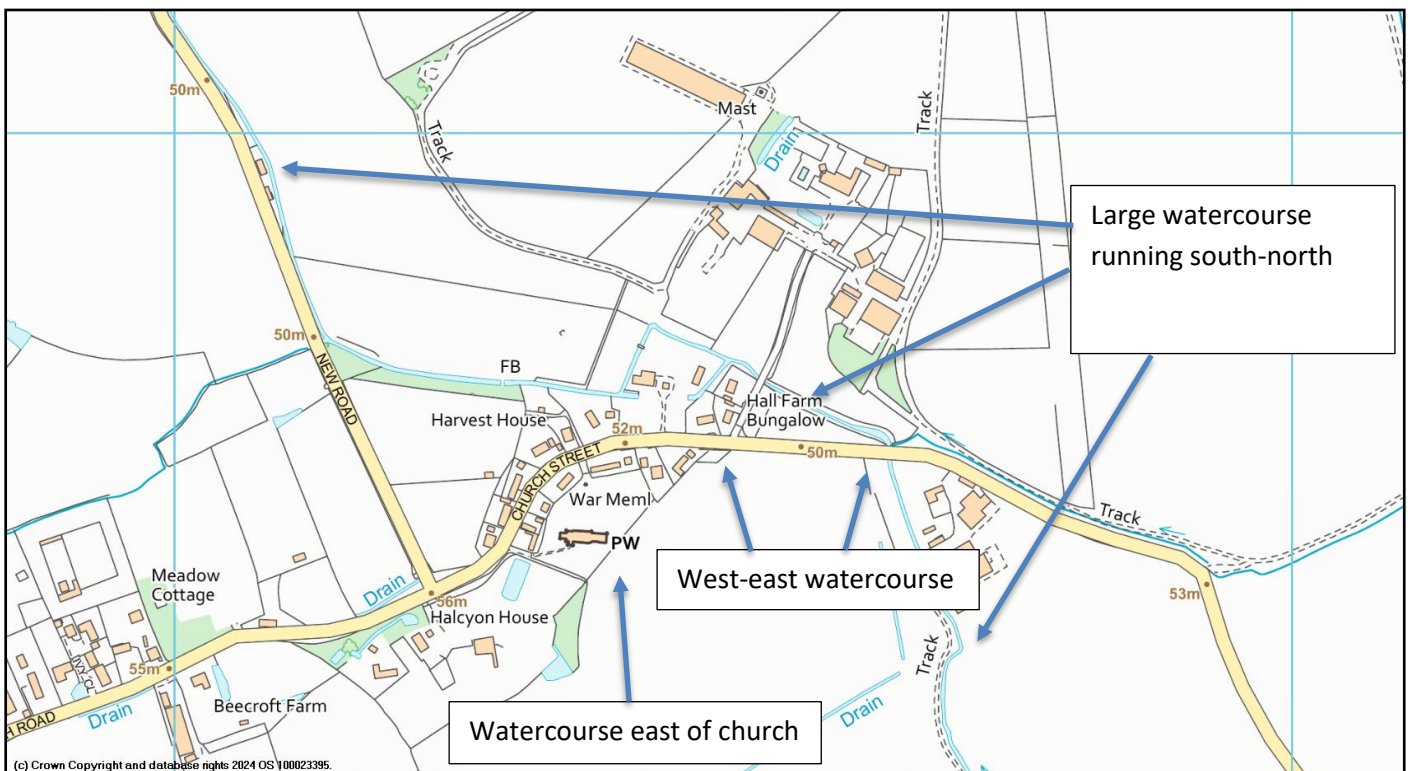 50m
Mast
Track
Drain
Track
Large watercourse
running south-north
50m
NEW ROAD
FB
Harvest House
Hall Farm
Bungalow
52m
CHURCH STREET
50m
War Meml
PW
Track
West-east watercourse
Meadow
Cottage
Drain
56m
Halcyon House
53m
IVY CL
55m
Track
Beecroft Farm
Drain
H ROAD
Drain
Watercourse east of church
(c) Crown Copyright and database rights 2024 OS 100023395.